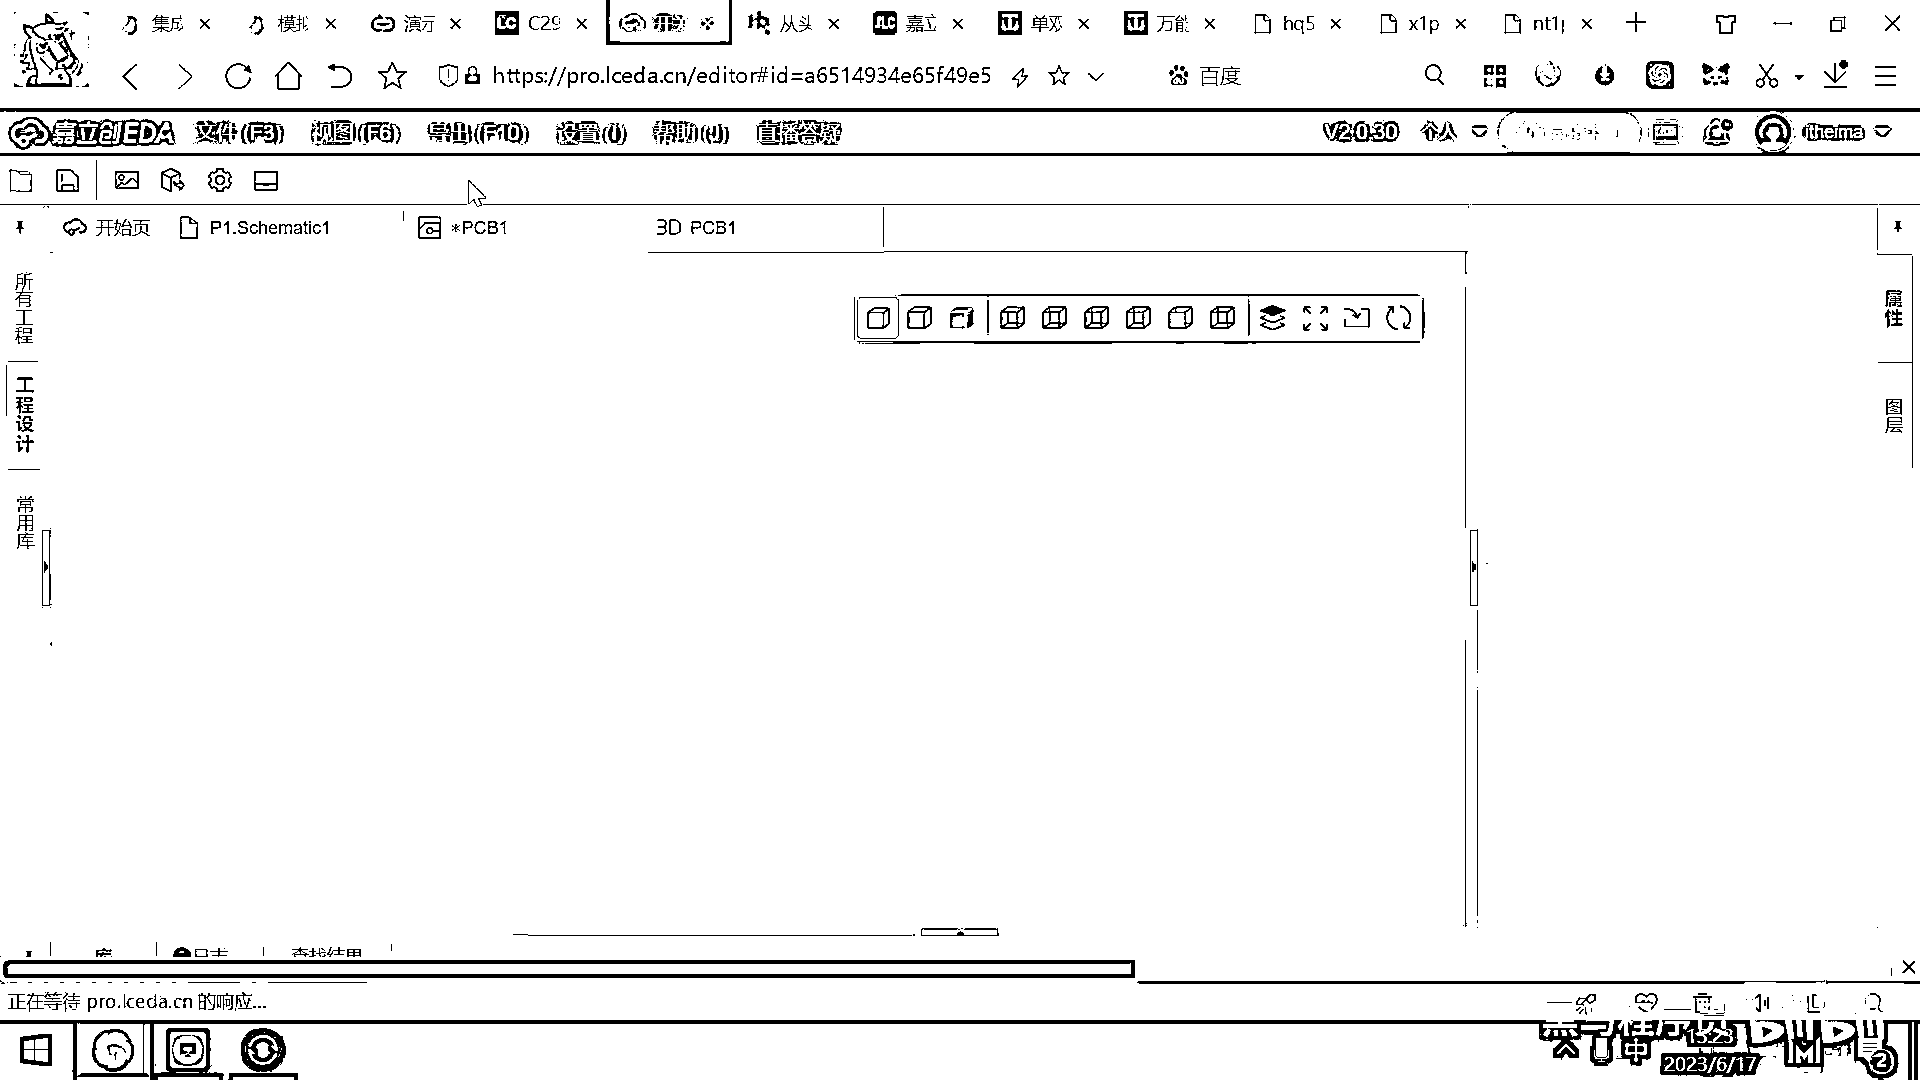 集成 模拟 演示 C29 开源 从头 嘉立 单双 万能 hq5 x1p nt1p
https://pro.lceda.cn/editor#id=a6514934e65f49e5 百度
嘉立创EDA 文件(F3) 视图(F6) 导出(F10) 设置(I) 帮助(J) 直播答疑 V2.0.30 个人 itheima
开始页 P1.Schematic1 *PCB1 3D PCB1
所有工程
工程设计
常用库
属性
图层
库 日志 查找结果
正在等待 pro.lceda.cn 的响应...
中
15:23
2023/6/17
2